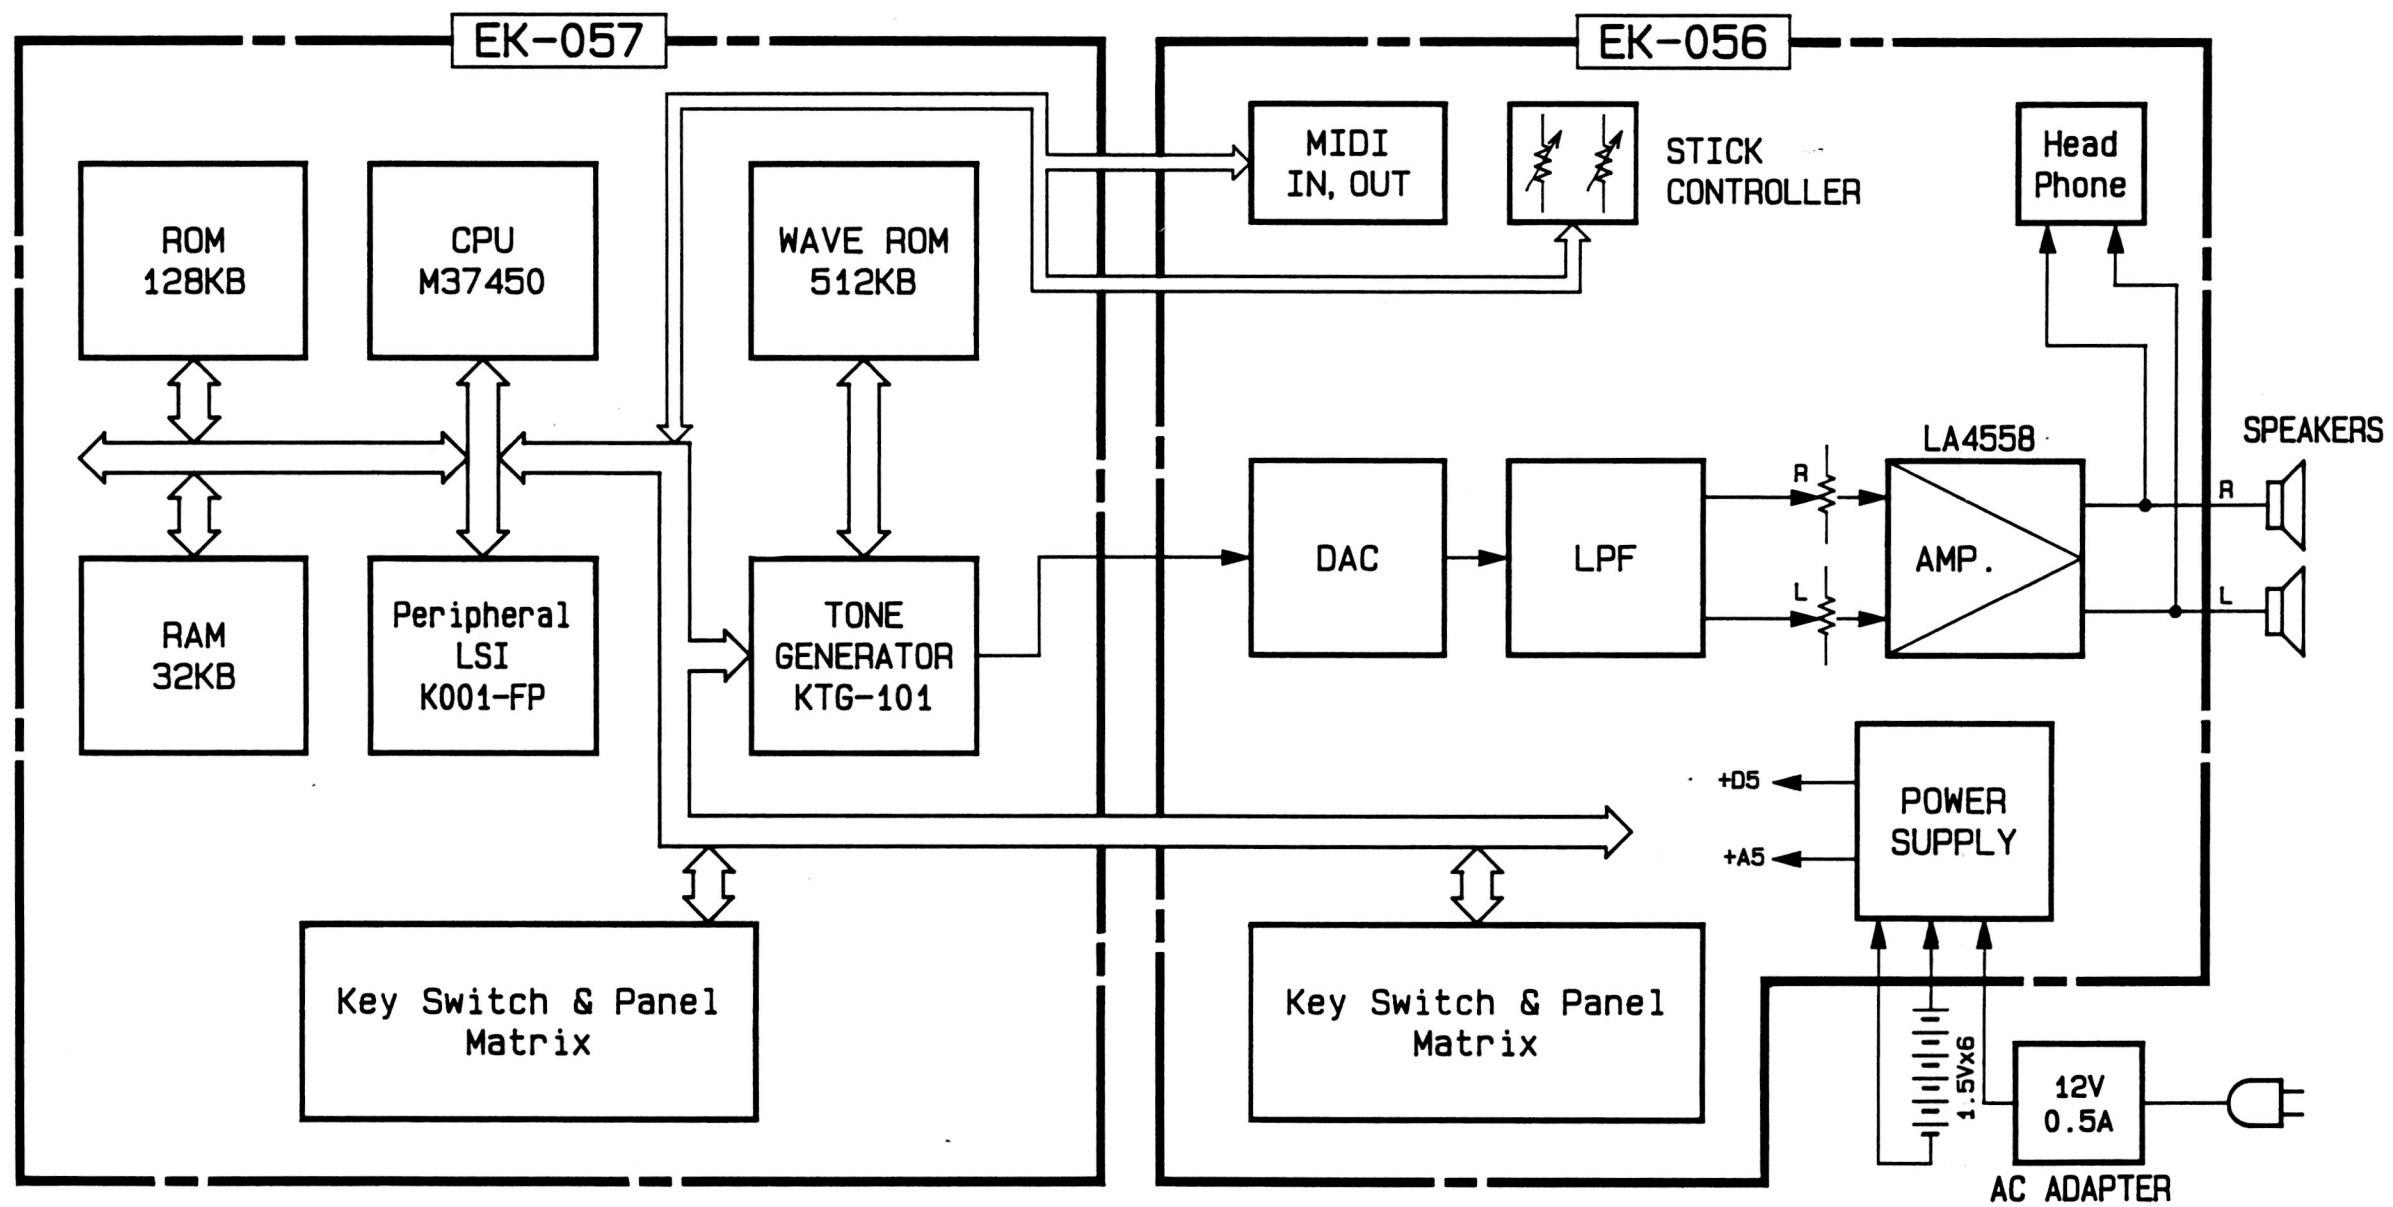 EK-057
EK-056
ROM
128KB
CPU
M37450
WAVE ROM
512KB
MIDI
IN, OUT
STICK
CONTROLLER
Head
Phone
RAM
32KB
Peripheral
LSI
K001-FP
TONE
GENERATOR
KTG-101
DAC
LPF
R
L
LA4558
AMP.
SPEAKERS
R
L
+D5
+A5
POWER
SUPPLY
Key Switch & Panel
Matrix
Key Switch & Panel
Matrix
1.5Vx6
12V
0.5A
AC ADAPTER